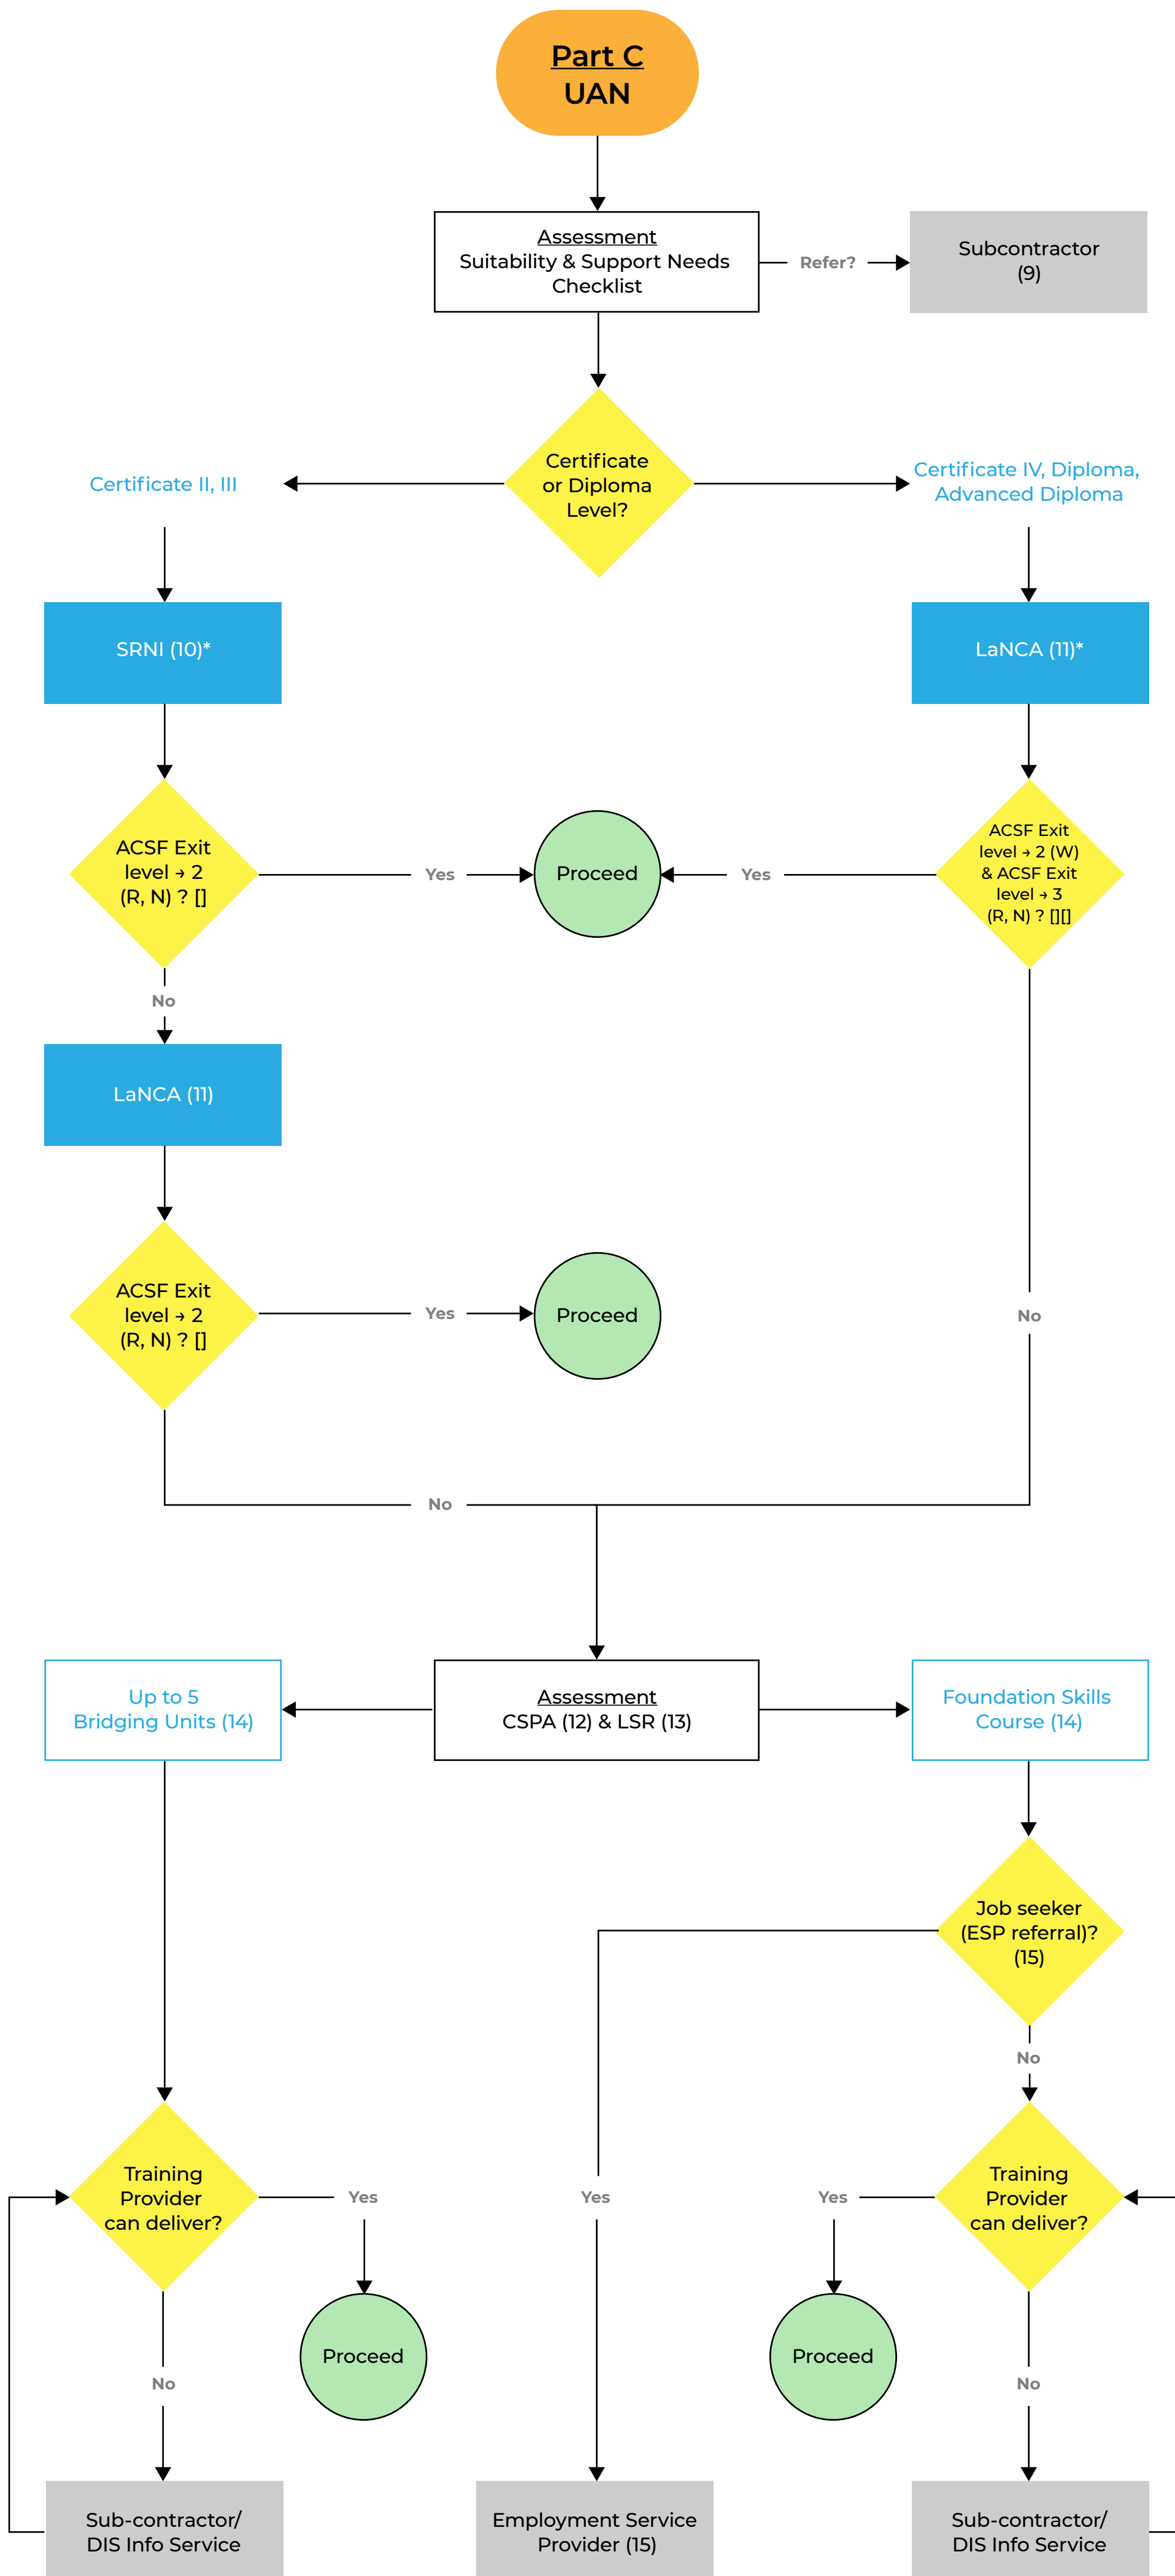 Part C
UAN
Assessment
Suitability & Support Needs
Checklist
Refer?
Subcontractor
(9)
Certificate
or Diploma
Level?
Certificate II, III
Certificate IV, Diploma,
Advanced Diploma
SRNI (10)*
LaNCA (11)*
ACSF Exit
level → 2
(R, N) ? []
Yes
Proceed
Yes
ACSF Exit
level → 2 (W)
& ACSF Exit
level → 3
(R, N) ? [][]
No
LaNCA (11)
ACSF Exit
level → 2
(R, N) ? []
Yes
Proceed
No
No
Up to 5
Bridging Units (14)
Assessment
CSPA (12) & LSR (13)
Foundation Skills
Course (14)
Job seeker
(ESP referral)?
(15)
No
Training
Provider
can deliver?
Yes
Yes
Yes
Training
Provider
can deliver?
Proceed
Proceed
No
No
Sub-contractor/
DIS Info Service
Employment Service
Provider (15)
Sub-contractor/
DIS Info Service